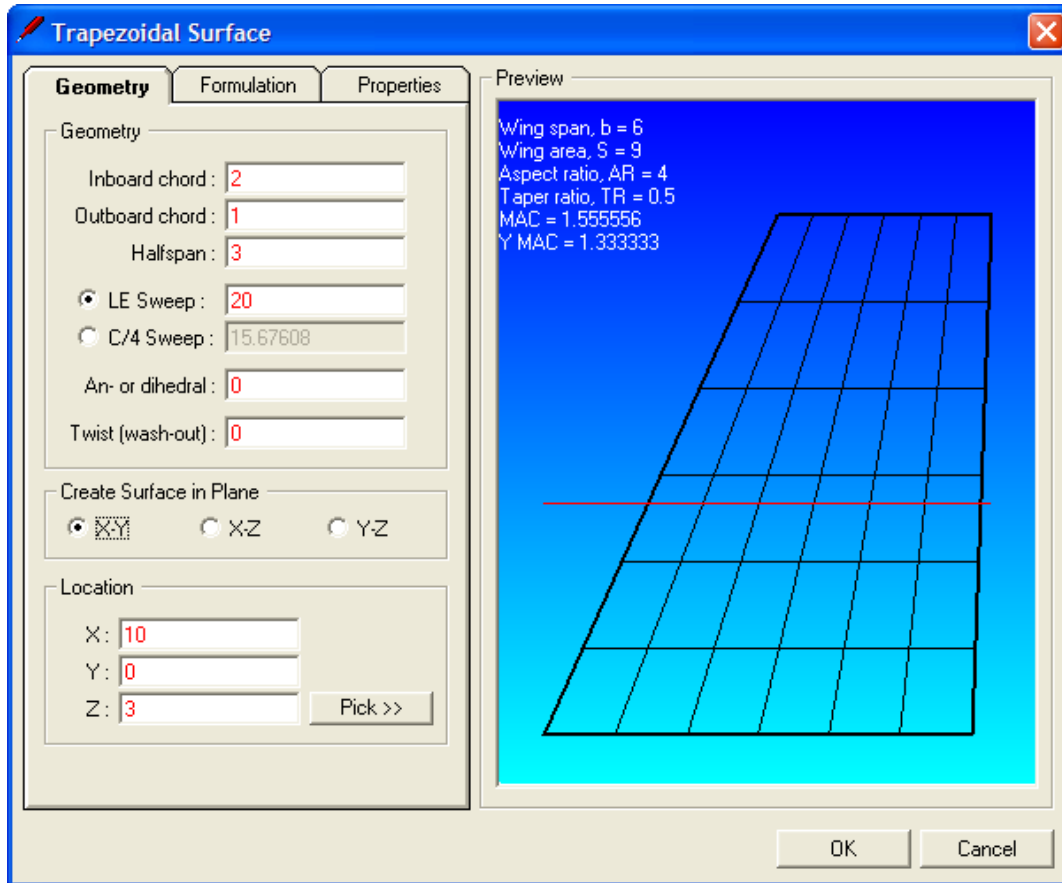 Trapezoidal Surface
Geometry
Formulation
Properties
Geometry
Inboard chord : 2
Outboard chord : 1
Halfspan : 3
LE Sweep : 20
C/4 Sweep : 15.67608
An- or dihedral : 0
Twist (wash-out) : 0
Create Surface in Plane
X-Y
X-Z
Y-Z
Location
X : 10
Y : 0
Z : 3
Pick >>
Preview
Wing span, b = 6
Wing area, S = 9
Aspect ratio, AR = 4
Taper ratio, TR = 0.5
MAC = 1.555556
Y MAC = 1.333333
OK
Cancel